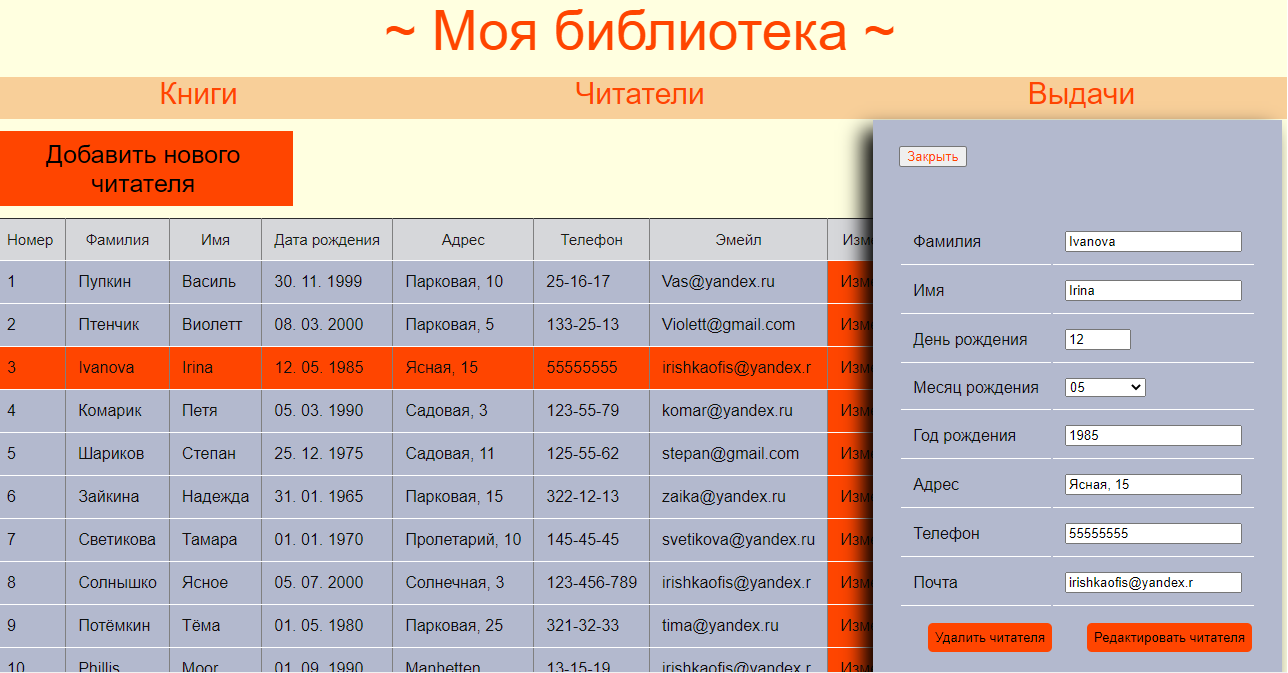 ~ Моя библиотека ~
Книги Читатели Выдачи
Добавить нового
читателя
Номер Фамилия Имя Дата рождения Адрес Телефон Эмейл Изм
1 Пупкин Василь 30. 11. 1999 Парковая, 10 25-16-17 Vas@yandex.ru Изм
2 Птенчик Виолетт 08. 03. 2000 Парковая, 5 133-25-13 Violett@gmail.com Изм
3 Ivanova Irina 12. 05. 1985 Ясная, 15 55555555 irishkaofis@yandex.r Изм
4 Комарик Петя 05. 03. 1990 Садовая, 3 123-55-79 komar@yandex.ru Изм
5 Шариков Степан 25. 12. 1975 Садовая, 11 125-55-62 stepan@gmail.com Изм
6 Зайкина Надежда 31. 01. 1965 Парковая, 15 322-12-13 zaika@yandex.ru Изм
7 Светикова Тамара 01. 01. 1970 Пролетарий, 10 145-45-45 svetikova@yandex.ru Изм
8 Солнышко Ясное 05. 07. 2000 Солнечная, 3 123-456-789 irishkaofis@yandex.r Изм
9 Потёмкин Тёма 01. 05. 1980 Парковая, 25 321-32-33 tima@yandex.ru Изм
10 Phillis Moor 01. 09. 1990 Manhetten 13-15-19 irishkaofis@yandex.r Изм
Закрыть
Фамилия Ivanova
Имя Irina
День рождения 12
Месяц рождения 05
Год рождения 1985
Адрес Ясная, 15
Телефон 55555555
Почта irishkaofis@yandex.r
Удалить читателя Редактировать читателя